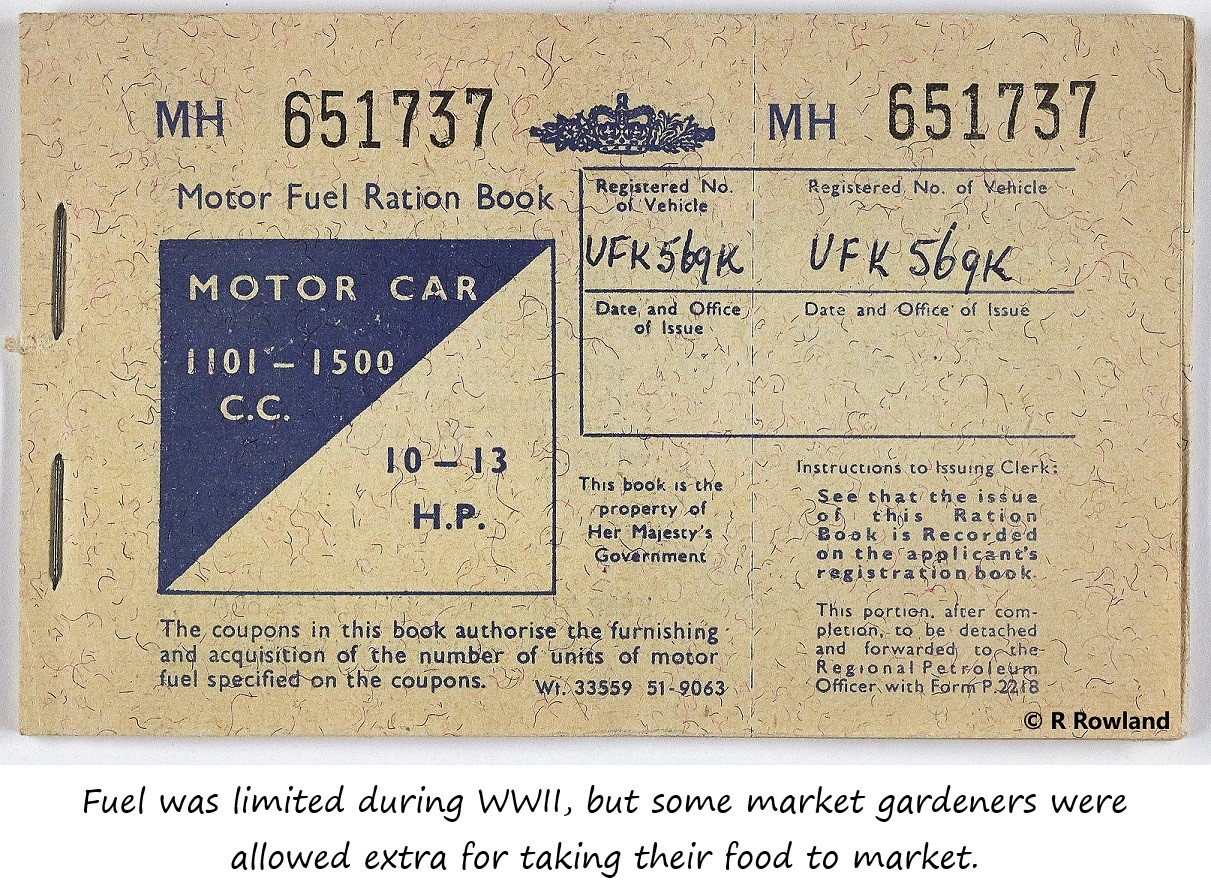 MH 651737
MH 651737
Motor Fuel Ration Book
MOTOR CAR
1101 – 1500
C.C.
10 – 13
H.P.
Registered No.
of Vehicle
UFK 569K
Date and Office
of Issue
Registered No. of Vehicle
UFK 569K
Date and Office of Issue
This book is the
property of
Her Majesty's
Government
Instructions to Issuing Clerk:
See that the issue
of this Ration
Book is Recorded
on the applicant's
registration book.
This portion, after com-
pletion, to be detached
and forwarded to the
Regional Petroleum
Officer with Form P.2218
The coupons in this book authorise the furnishing
and acquisition of the number of units of motor
fuel specified on the coupons.
Wt. 33559 51-9063
© R Rowland
Fuel was limited during WWII, but some market gardeners were
allowed extra for taking their food to market.